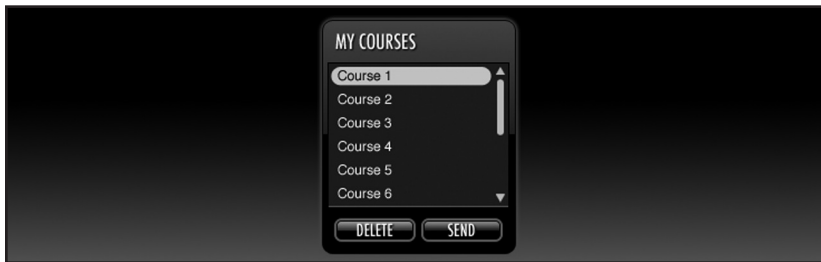 MY COURSES
Course 1
Course 2
Course 3
Course 4
Course 5
Course 6
DELETE SEND